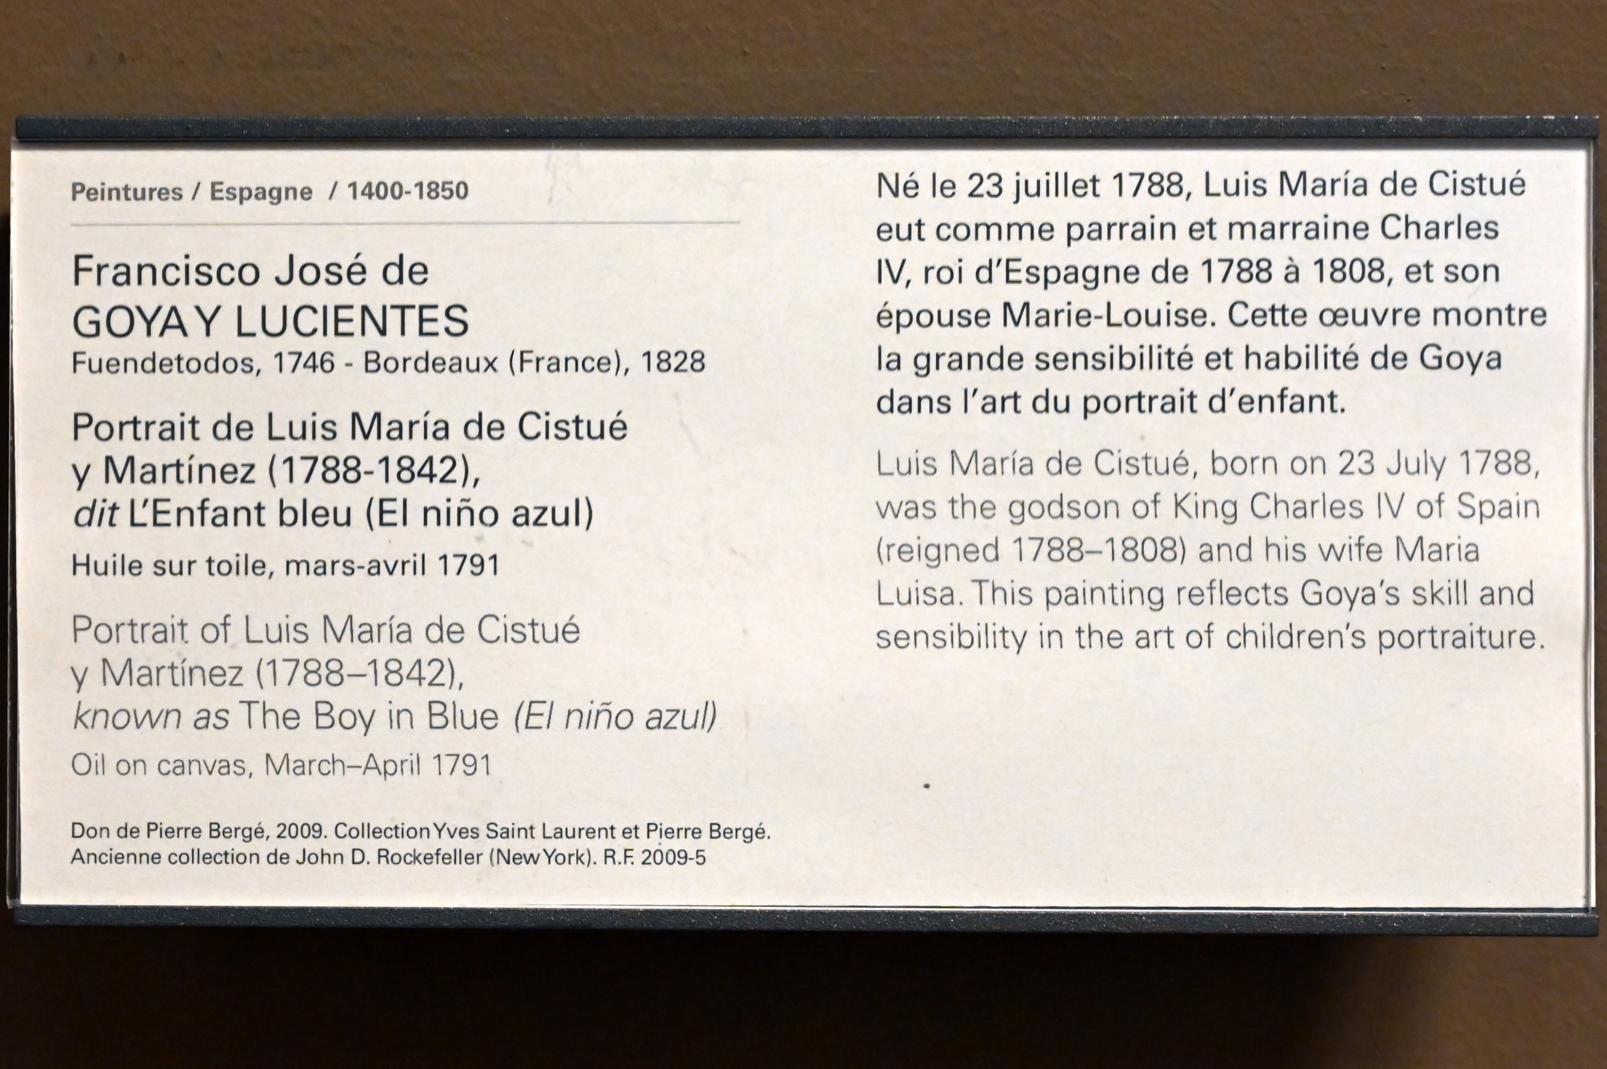 Peintures / Espagne / 1400-1850
Francisco José de
GOYA Y LUCIENTES
Fuendetodos, 1746 - Bordeaux (France), 1828
Portrait de Luis María de Cistué
y Martínez (1788-1842),
dit L'Enfant bleu (El niño azul)
Huile sur toile, mars-avril 1791
Portrait of Luis María de Cistué
y Martínez (1788–1842),
known as The Boy in Blue (El niño azul)
Oil on canvas, March–April 1791
Don de Pierre Bergé, 2009. Collection Yves Saint Laurent et Pierre Bergé.
Ancienne collection de John D. Rockefeller (New York). R.F. 2009-5
Né le 23 juillet 1788, Luis María de Cistué
eut comme parrain et marraine Charles
IV, roi d'Espagne de 1788 à 1808, et son
épouse Marie-Louise. Cette œuvre montre
la grande sensibilité et habilité de Goya
dans l'art du portrait d'enfant.
Luis María de Cistué, born on 23 July 1788,
was the godson of King Charles IV of Spain
(reigned 1788–1808) and his wife Maria
Luisa. This painting reflects Goya's skill and
sensibility in the art of children's portraiture.